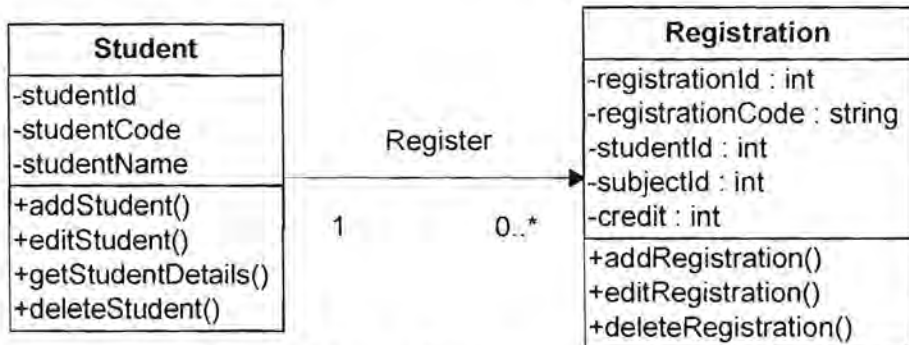 Student
-studentId
-studentCode
-studentName
+addStudent()
+editStudent()
+getStudentDetails()
+deleteStudent()
Register
1
0..*
Registration
-registrationId : int
-registrationCode : string
-studentId : int
-subjectId : int
-credit : int
+addRegistration()
+editRegistration()
+deleteRegistration()